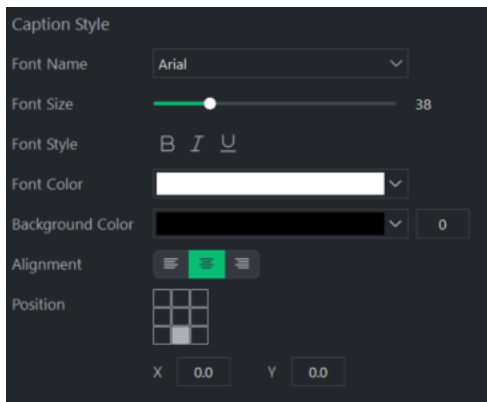 Caption Style
Font Name Arial
Font Size 38
Font Style B I U
Font Color
Background Color 0
Alignment
Position
X 0.0 Y 0.0